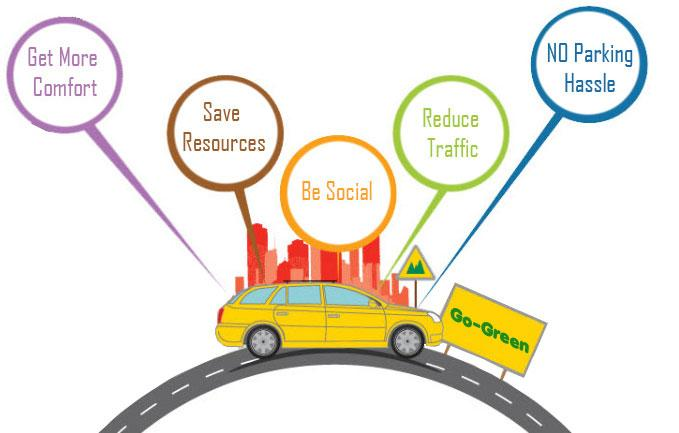 Get More
Comfort
Save
Resources
Be Social
Reduce
Traffic
NO Parking
Hassle
Go-Green